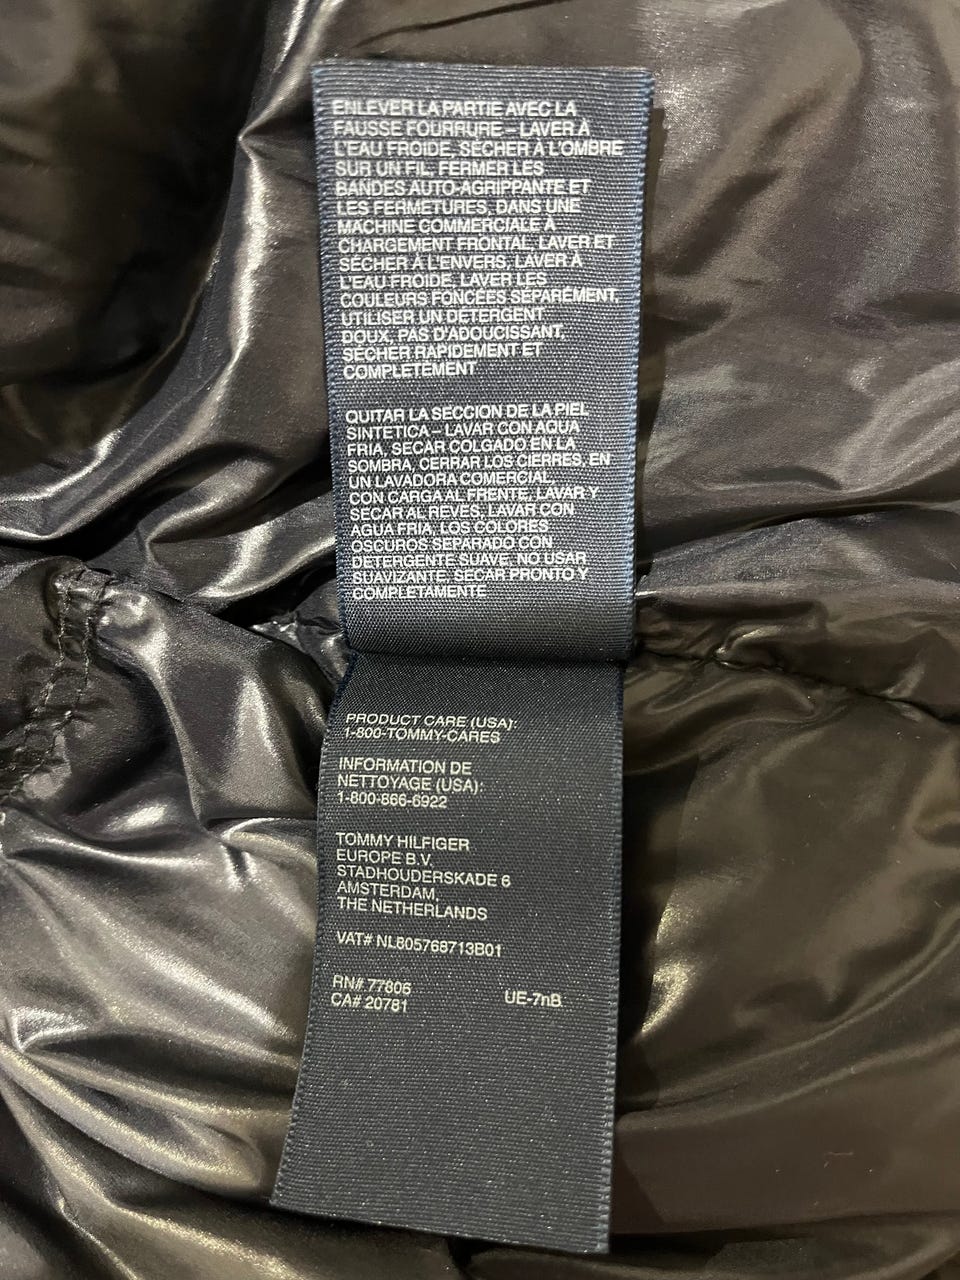 ENLEVER LA PARTIE AVEC LA
FAUSSE FOURRURE – LAVER À
L'EAU FROIDE, SÉCHER À L'OMBRE
SUR UN FIL, FERMER LES
BANDES AUTO-AGRIPPANTE ET
LES FERMETURES, DANS UNE
MACHINE COMMERCIALE À
CHARGEMENT FRONTAL, LAVER ET
SÉCHER À L'ENVERS, LAVER À
L'EAU FROIDE, LAVER LES
COULEURS FONCÉES SÉPARÉMENT,
UTILISER UN DÉTERGENT
DOUX, PAS D'ADOUCISSANT,
SÉCHER RAPIDEMENT ET
COMPLÈTEMENT
QUITAR LA SECCION DE LA PIEL
SINTETICA – LAVAR CON AQUA
FRIA, SECAR COLGADO EN LA
SOMBRA, CERRAR LOS CIERRES, EN
UN LAVADORA COMERCIAL,
CON CARGA AL FRENTE, LAVAR Y
SECAR AL REVES, LAVAR CON
AGUA FRIA, LOS COLORES
OSCUROS SEPARADO CON
DETERGENTE SUAVE, NO USAR
SUAVIZANTE, SECAR PRONTO Y
COMPLETAMENTE
PRODUCT CARE (USA):
1-800-TOMMY-CARES
INFORMATION DE
NETTOYAGE (USA):
1-800-866-6922
TOMMY HILFIGER
EUROPE B.V.
STADHOUDERSKADE 6
AMSTERDAM,
THE NETHERLANDS
VAT# NL805768713B01
RN# 77806
CA# 20781 UE-7nB